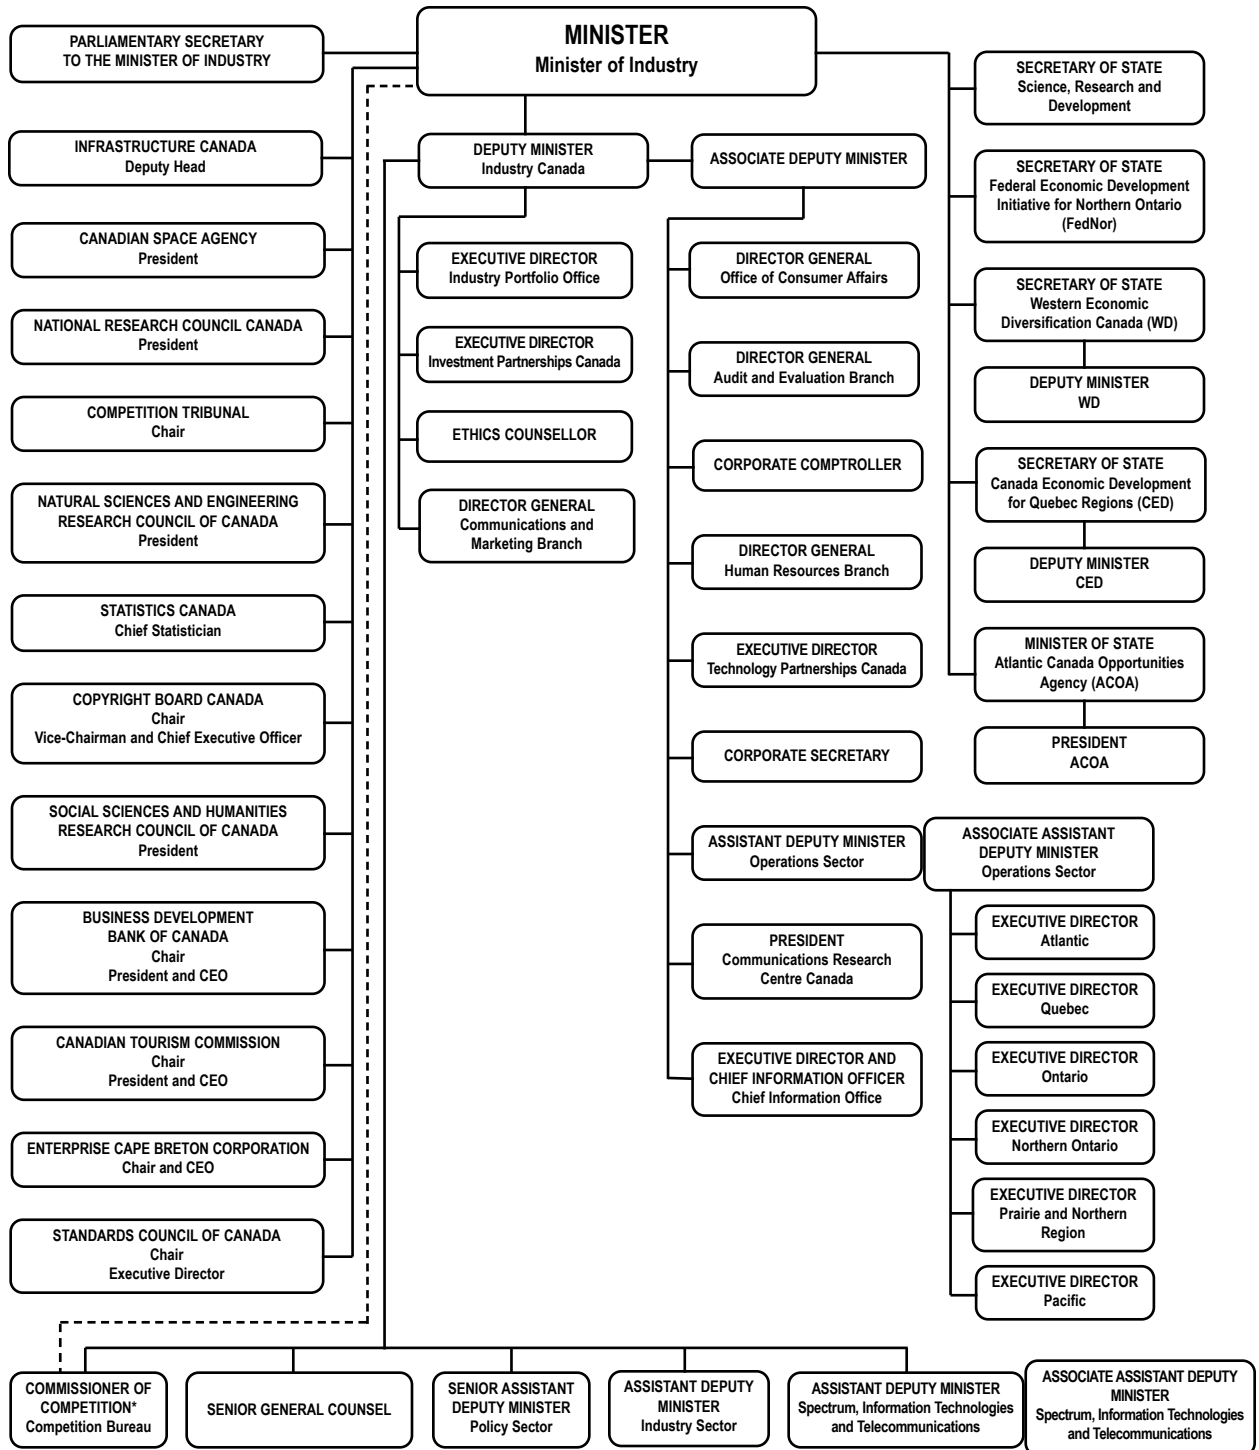 MINISTER
Minister of Industry
PARLIAMENTARY SECRETARY
TO THE MINISTER OF INDUSTRY
INFRASTRUCTURE CANADA
Deputy Head
CANADIAN SPACE AGENCY
President
NATIONAL RESEARCH COUNCIL CANADA
President
COMPETITION TRIBUNAL
Chair
NATURAL SCIENCES AND ENGINEERING
RESEARCH COUNCIL OF CANADA
President
STATISTICS CANADA
Chief Statistician
COPYRIGHT BOARD CANADA
Chair
Vice-Chairman and Chief Executive Officer
SOCIAL SCIENCES AND HUMANITIES
RESEARCH COUNCIL OF CANADA
President
BUSINESS DEVELOPMENT
BANK OF CANADA
Chair
President and CEO
CANADIAN TOURISM COMMISSION
Chair
President and CEO
ENTERPRISE CAPE BRETON CORPORATION
Chair and CEO
STANDARDS COUNCIL OF CANADA
Chair
Executive Director
DEPUTY MINISTER
Industry Canada
EXECUTIVE DIRECTOR
Industry Portfolio Office
EXECUTIVE DIRECTOR
Investment Partnerships Canada
ETHICS COUNSELLOR
DIRECTOR GENERAL
Communications and
Marketing Branch
ASSOCIATE DEPUTY MINISTER
DIRECTOR GENERAL
Office of Consumer Affairs
DIRECTOR GENERAL
Audit and Evaluation Branch
CORPORATE COMPTROLLER
DIRECTOR GENERAL
Human Resources Branch
EXECUTIVE DIRECTOR
Technology Partnerships Canada
CORPORATE SECRETARY
ASSISTANT DEPUTY MINISTER
Operations Sector
PRESIDENT
Communications Research
Centre Canada
EXECUTIVE DIRECTOR AND
CHIEF INFORMATION OFFICER
Chief Information Office
SECRETARY OF STATE
Science, Research and
Development
SECRETARY OF STATE
Federal Economic Development
Initiative for Northern Ontario
(FedNor)
SECRETARY OF STATE
Western Economic
Diversification Canada (WD)
DEPUTY MINISTER
WD
SECRETARY OF STATE
Canada Economic Development
for Quebec Regions (CED)
DEPUTY MINISTER
CED
MINISTER OF STATE
Atlantic Canada Opportunities
Agency (ACOA)
PRESIDENT
ACOA
ASSOCIATE ASSISTANT
DEPUTY MINISTER
Operations Sector
EXECUTIVE DIRECTOR
Atlantic
EXECUTIVE DIRECTOR
Quebec
EXECUTIVE DIRECTOR
Ontario
EXECUTIVE DIRECTOR
Northern Ontario
EXECUTIVE DIRECTOR
Prairie and Northern
Region
EXECUTIVE DIRECTOR
Pacific
COMMISSIONER OF
COMPETITION*
Competition Bureau
SENIOR GENERAL COUNSEL
SENIOR ASSISTANT
DEPUTY MINISTER
Policy Sector
ASSISTANT DEPUTY
MINISTER
Industry Sector
ASSISTANT DEPUTY MINISTER
Spectrum, Information Technologies
and Telecommunications
ASSOCIATE ASSISTANT DEPUTY
MINISTER
Spectrum, Information Technologies
and Telecommunications